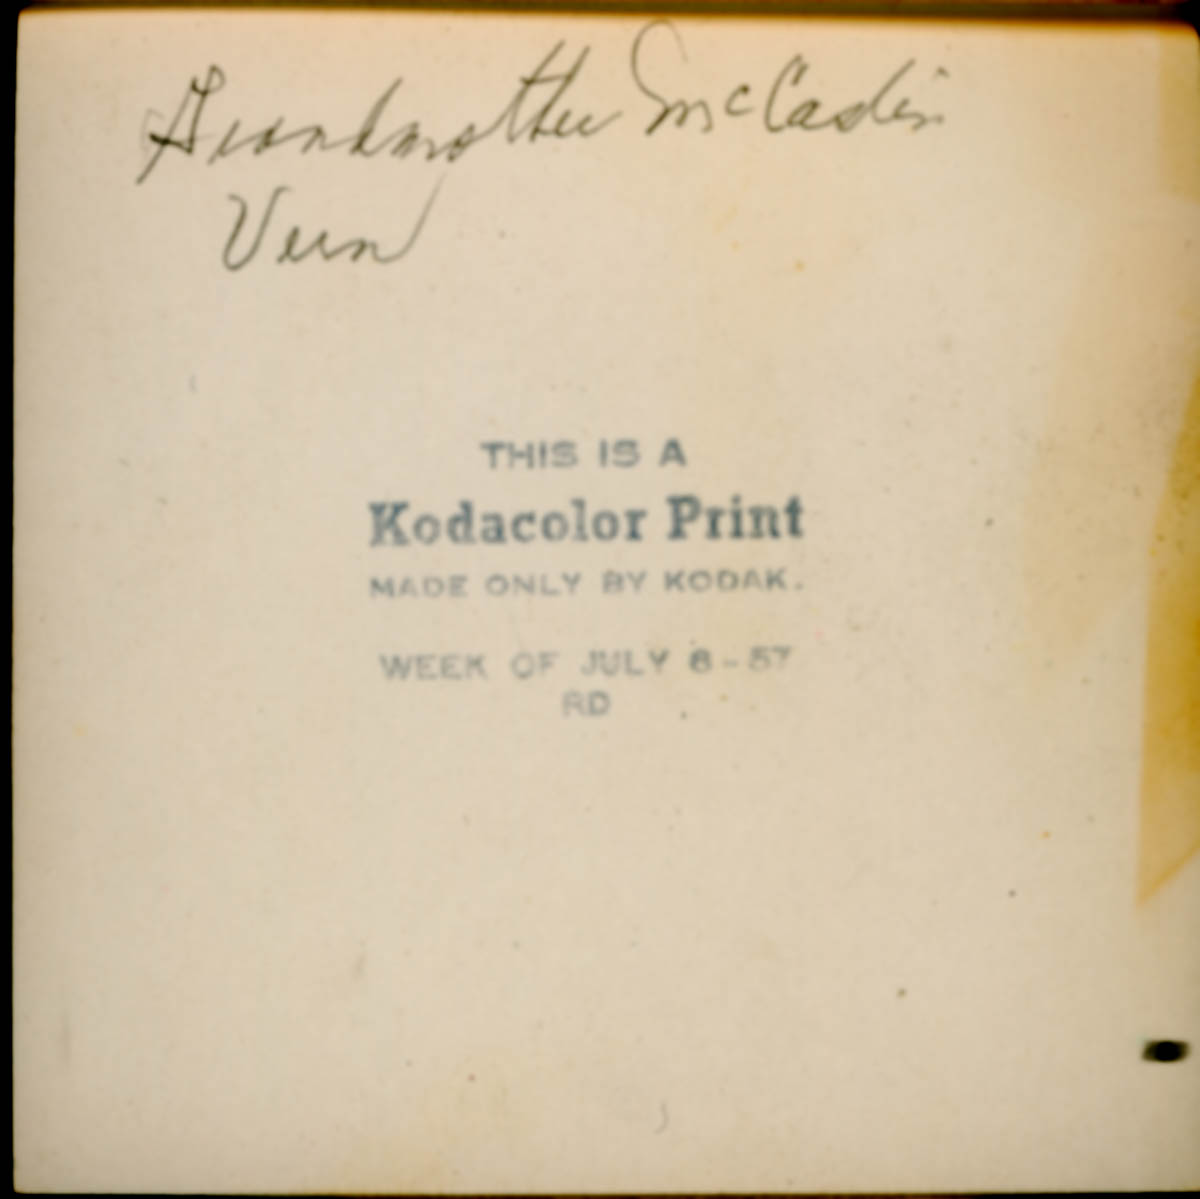 Grandmother
Vern
THIS IS A
Kodacolor Print
MADE ONLY BY KODAK.
WEEK OF JULY 8-57
RD